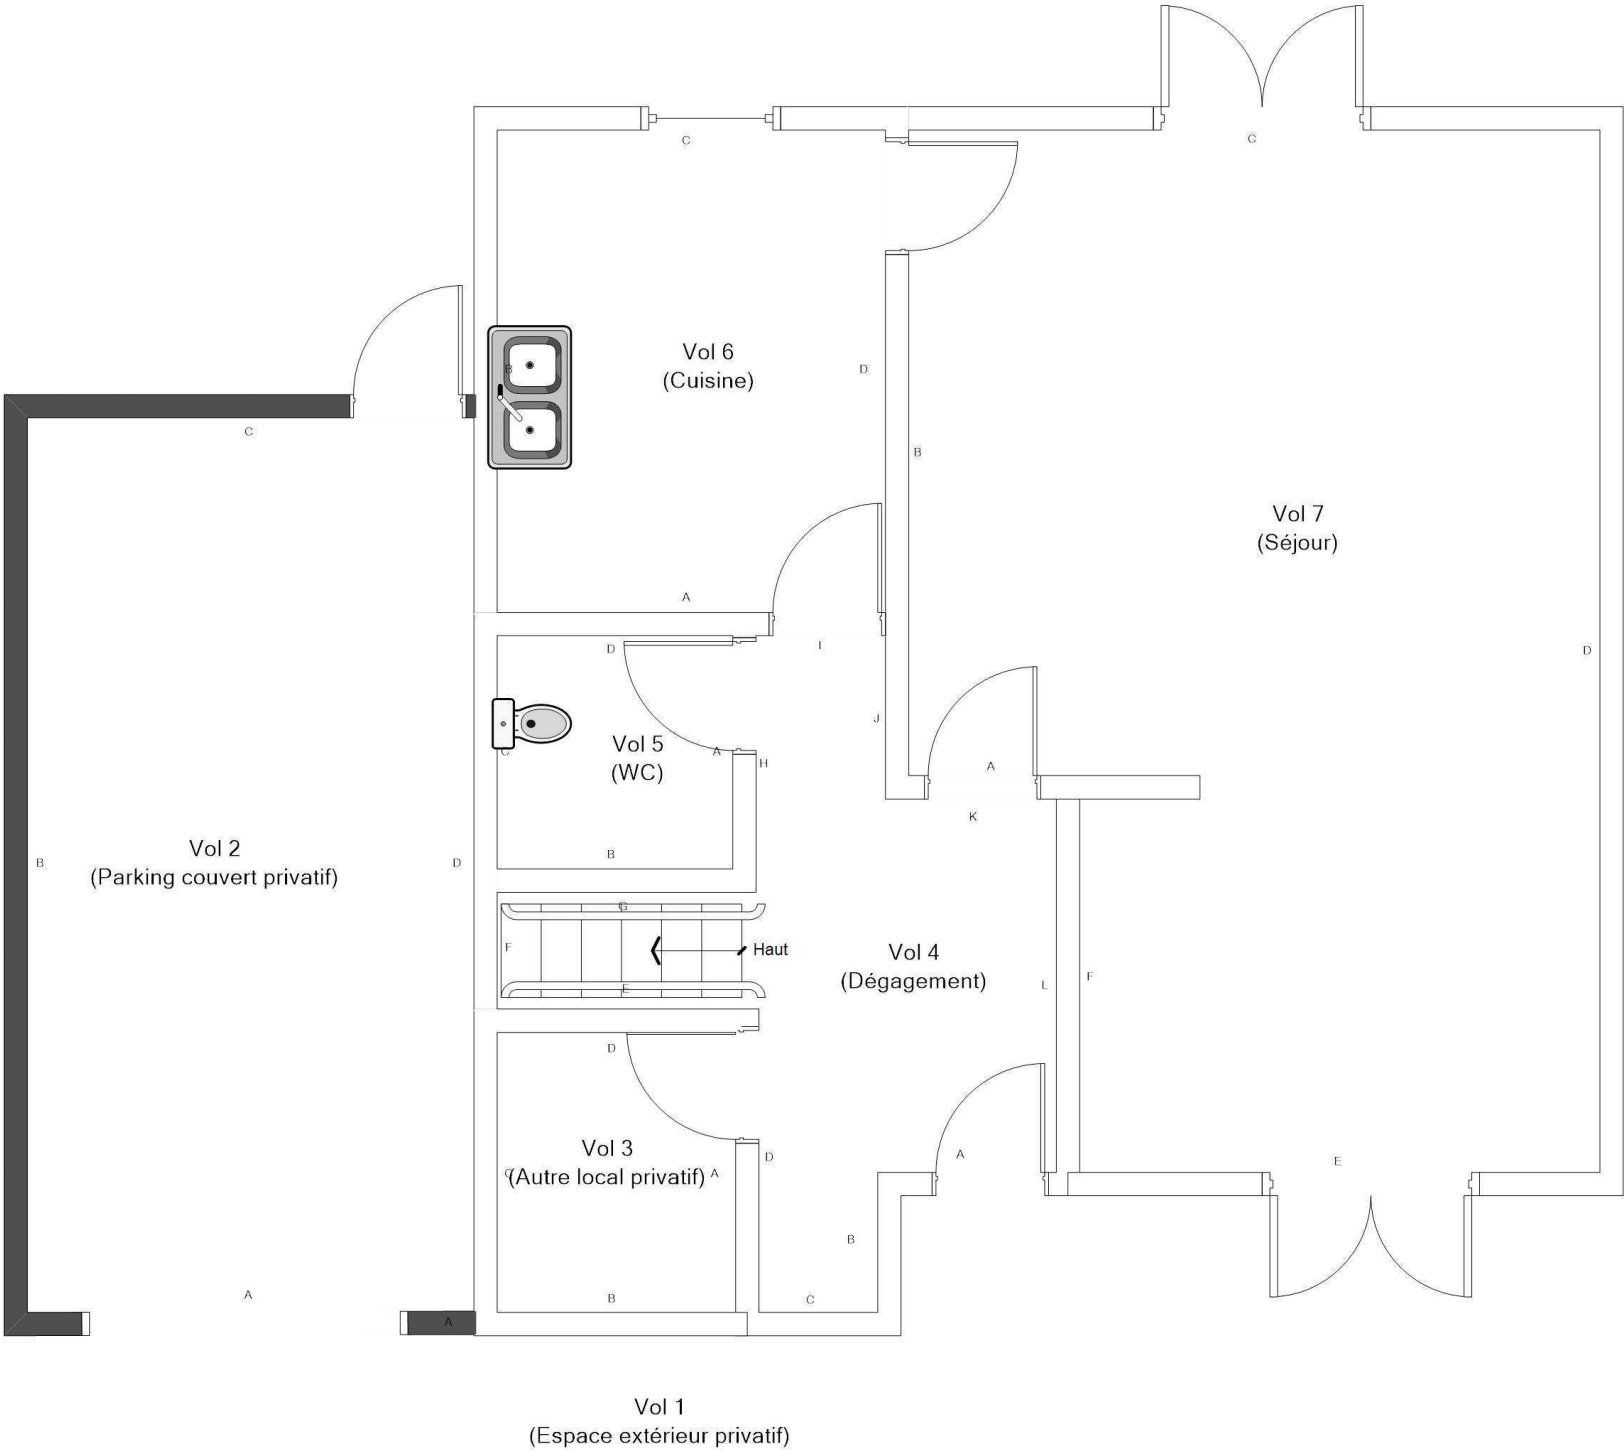 C
C
Vol 6
(Cuisine)
B
D
C
B
Vol 7
(Séjour)
A
I
D
D
J
Vol 5
(WC)
C
A
H
A
K
Vol 2
(Parking couvert privatif)
B
D
B
G
F
Haut
E
Vol 4
(Dégagement)
L
F
D
Vol 3
(Autre local privatif)
C
A
D
A
E
B
A
B
C
A
Vol 1
(Espace extérieur privatif)